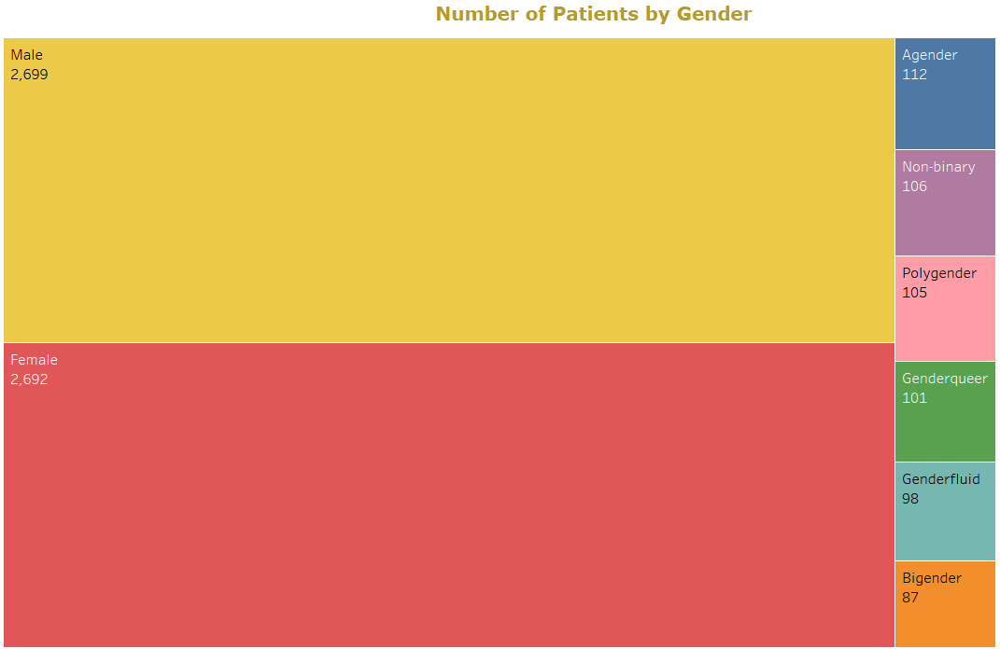 Number of Patients by Gender
Male
2,699
Female
2,692
Agender
112
Non-binary
106
Polygender
105
Genderqueer
101
Genderfluid
98
Bigender
87